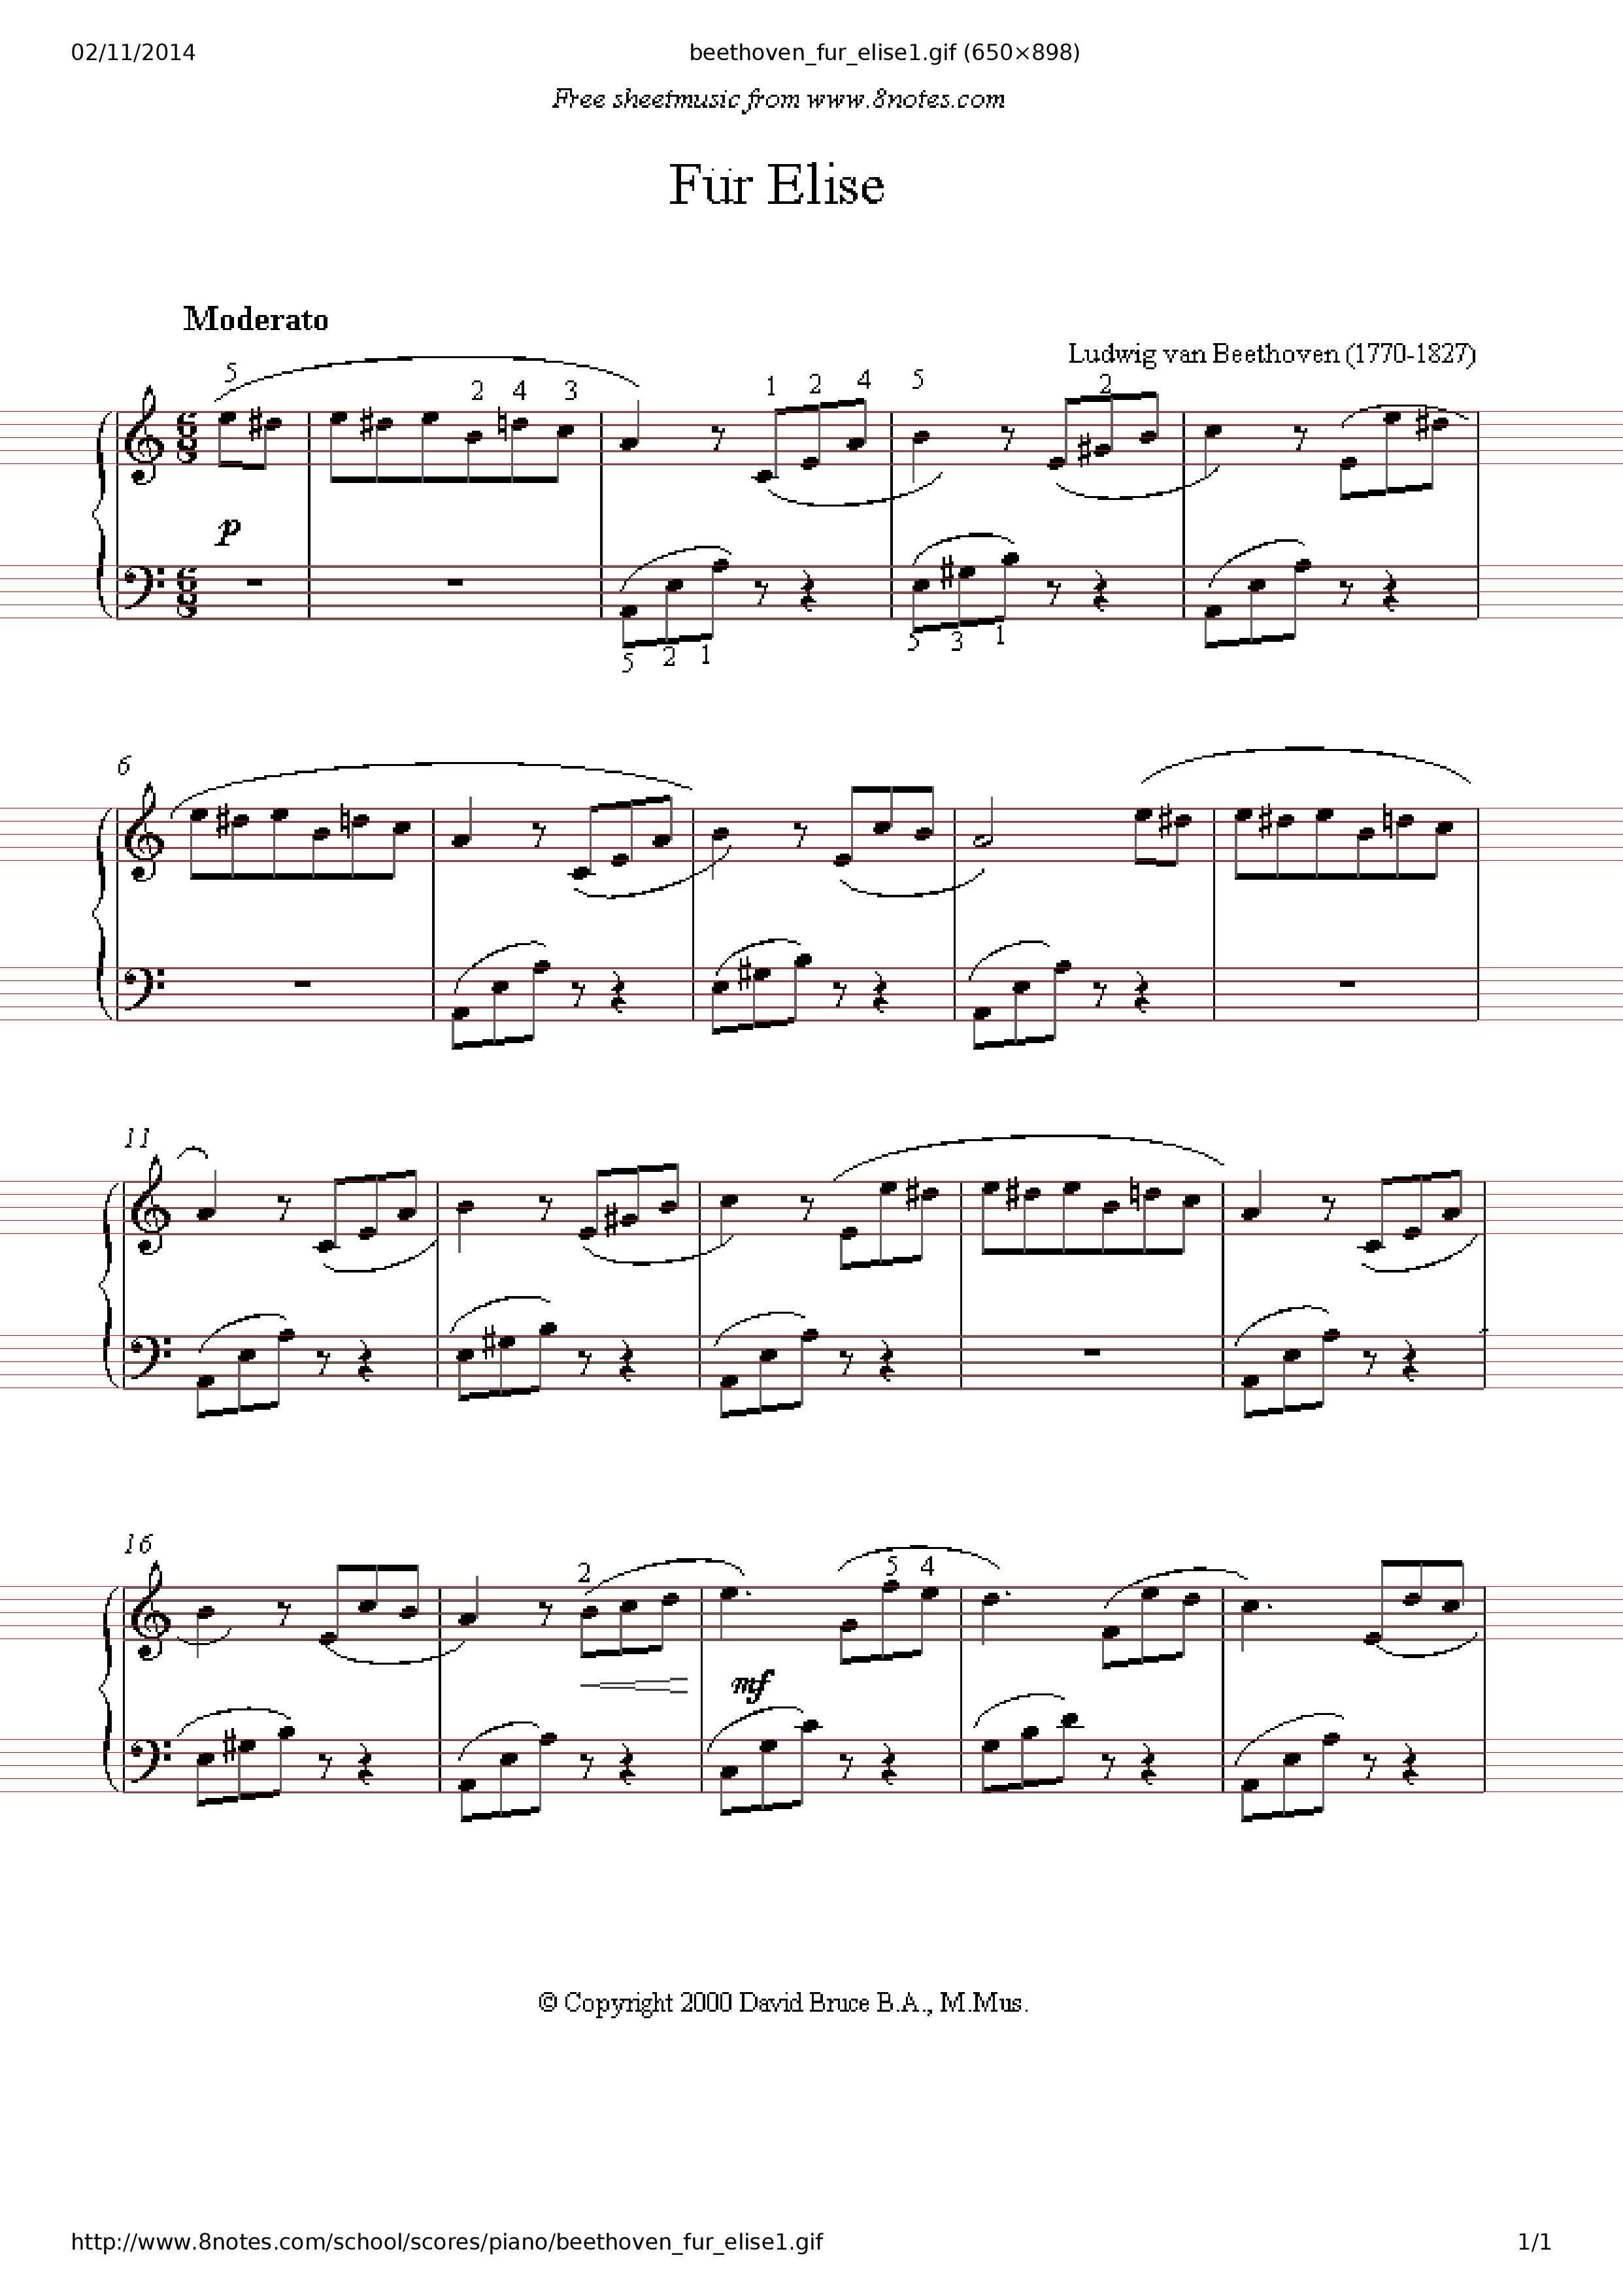 02/11/2014 beethoven_fur_elise1.gif (650×898)
Free sheetmusic from www.8notes.com
Für Elise
Moderato
Ludwig van Beethoven (1770-1827)
5 2 4 3 1 2 4 5 2
6
8
p
6
8
5 2 1 5 3 1
6
11
16
2 5 4
mf
© Copyright 2000 David Bruce B.A., M.Mus.
http://www.8notes.com/school/scores/piano/beethoven_fur_elise1.gif 1/1